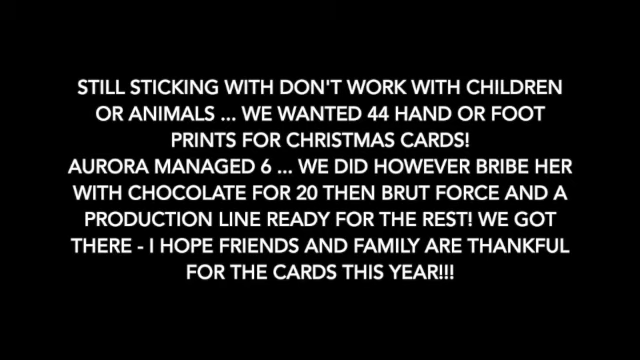 STILL STICKING WITH DON'T WORK WITH CHILDREN
OR ANIMALS ... WE WANTED 44 HAND OR FOOT
PRINTS FOR CHRISTMAS CARDS!
AURORA MANAGED 6 ... WE DID HOWEVER BRIBE HER
WITH CHOCOLATE FOR 20 THEN BRUT FORCE AND A
PRODUCTION LINE READY FOR THE REST! WE GOT
THERE - I HOPE FRIENDS AND FAMILY ARE THANKFUL
FOR THE CARDS THIS YEAR!!!